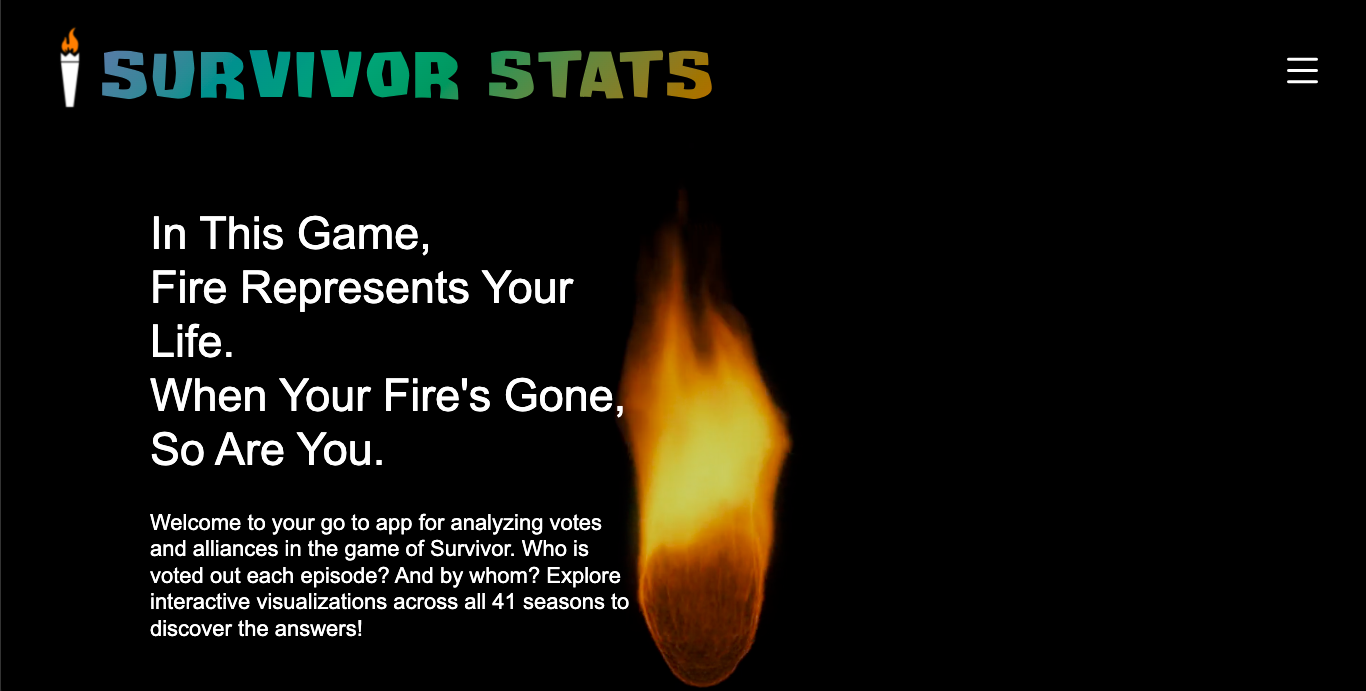 SURVIVOR STATS
In This Game,
Fire Represents Your
Life.
When Your Fire's Gone,
So Are You.
Welcome to your go to app for analyzing votes
and alliances in the game of Survivor. Who is
voted out each episode? And by whom? Explore
interactive visualizations across all 41 seasons to
discover the answers!